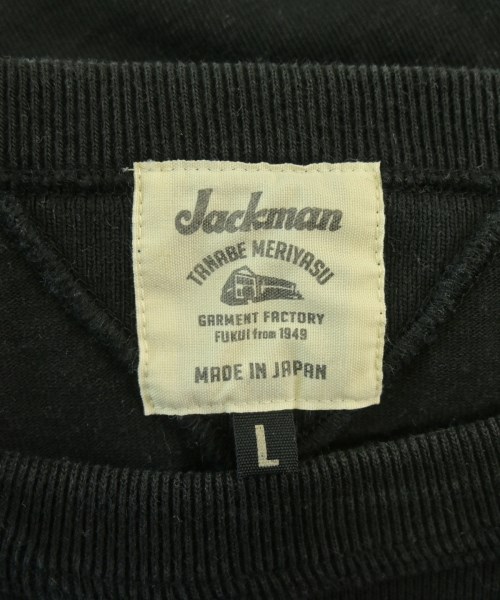 Jackman
TANABE MERIYASU
GARMENT FACTORY
FUKUI from 1949
MADE IN JAPAN
L